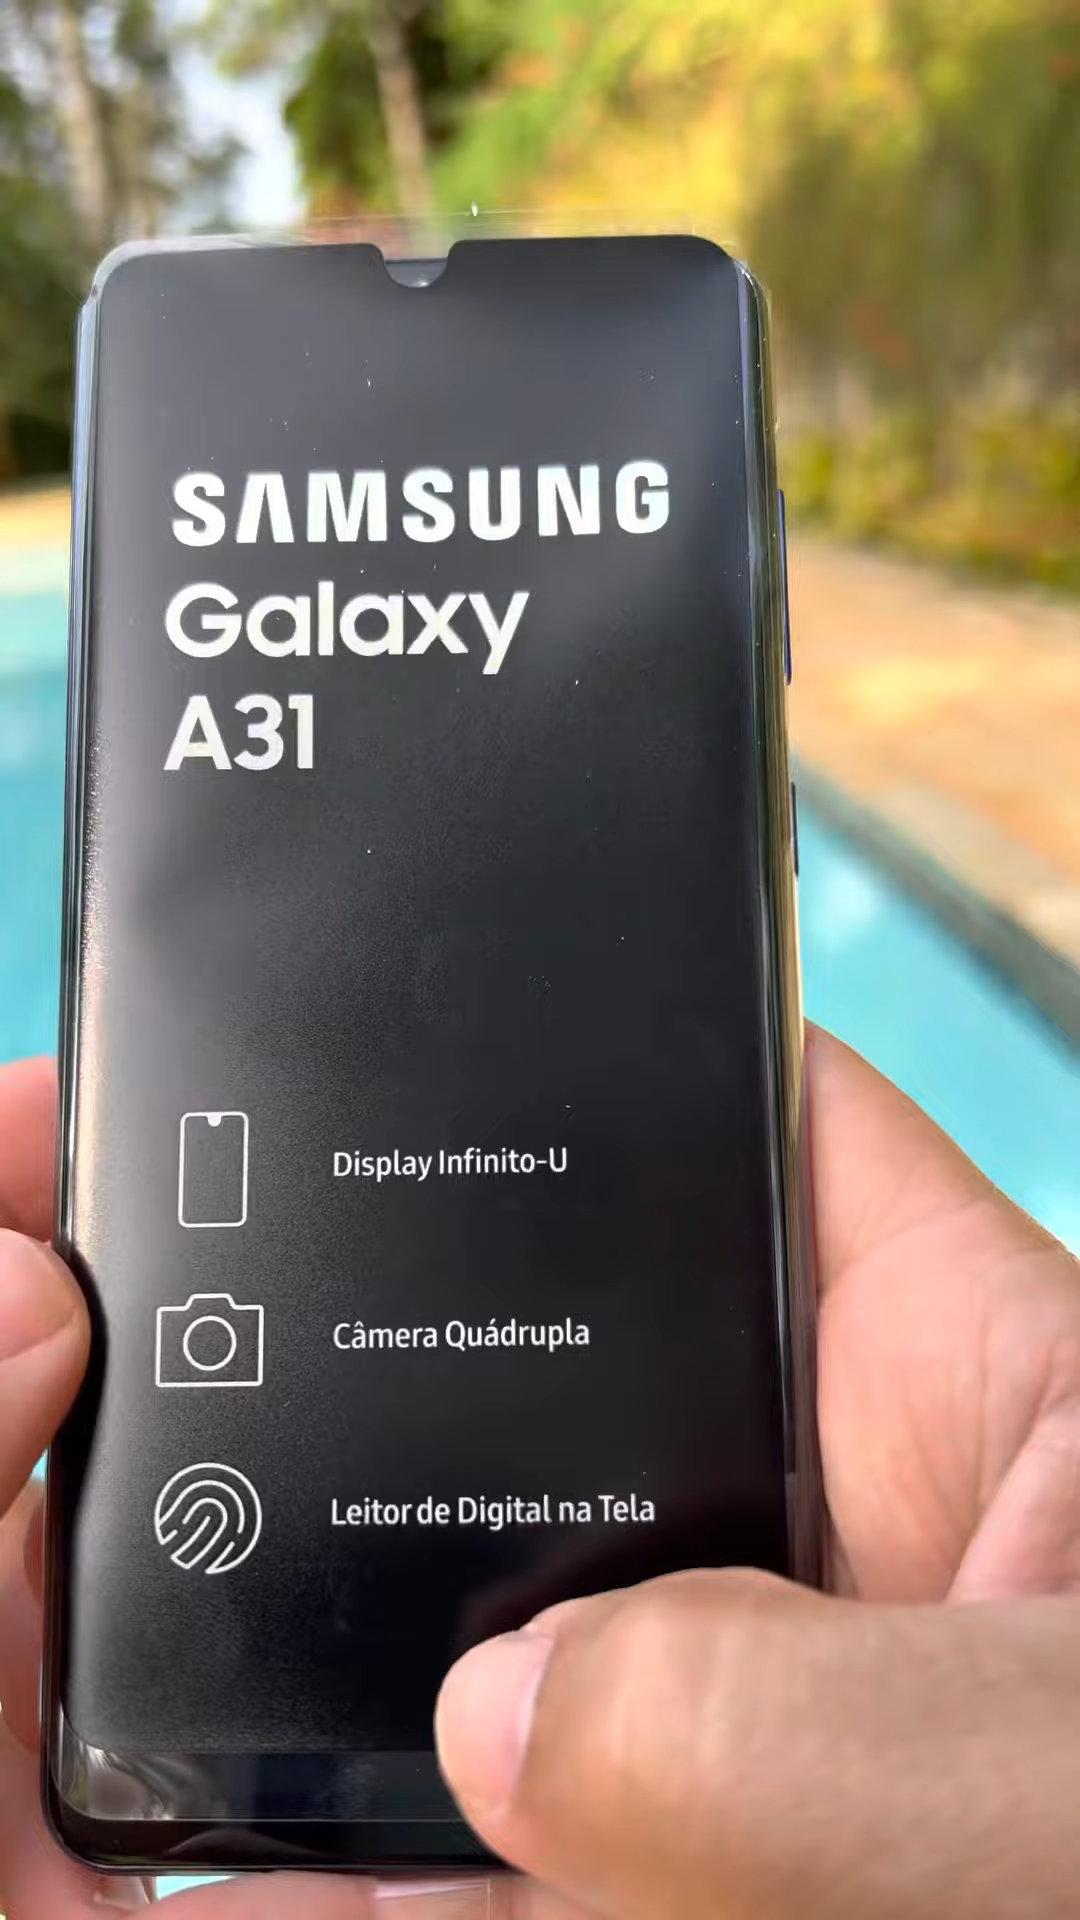 SAMSUNG
Galaxy
A31
Display Infinito-U
Câmera Quádrupla
Leitor de Digital na Tela